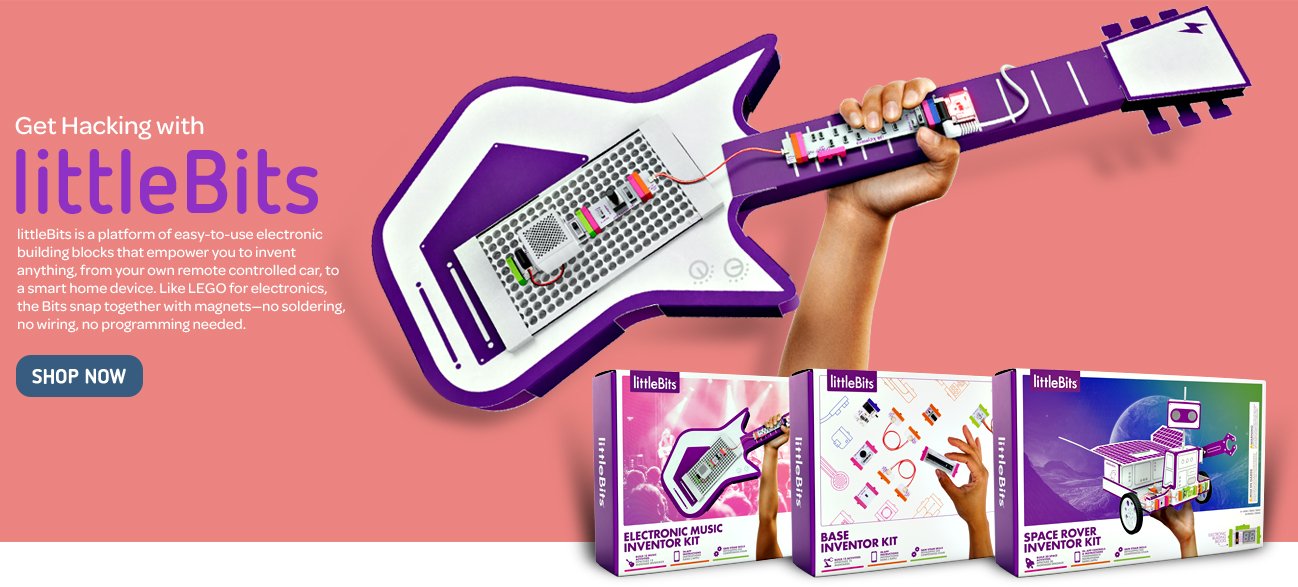 Get Hacking with
littleBits
littleBits is a platform of easy-to-use electronic
building blocks that empower you to invent
anything, from your own remote controlled car, to
a smart home device. Like LEGO for electronics,
the Bits snap together with magnets—no soldering,
no wiring, no programming needed.
SHOP NOW
littleBits
littleBits
ELECTRONIC MUSIC
INVENTOR KIT
littleBits
littleBits
BASE
INVENTOR KIT
littleBits
littleBits
SPACE ROVER
INVENTOR KIT